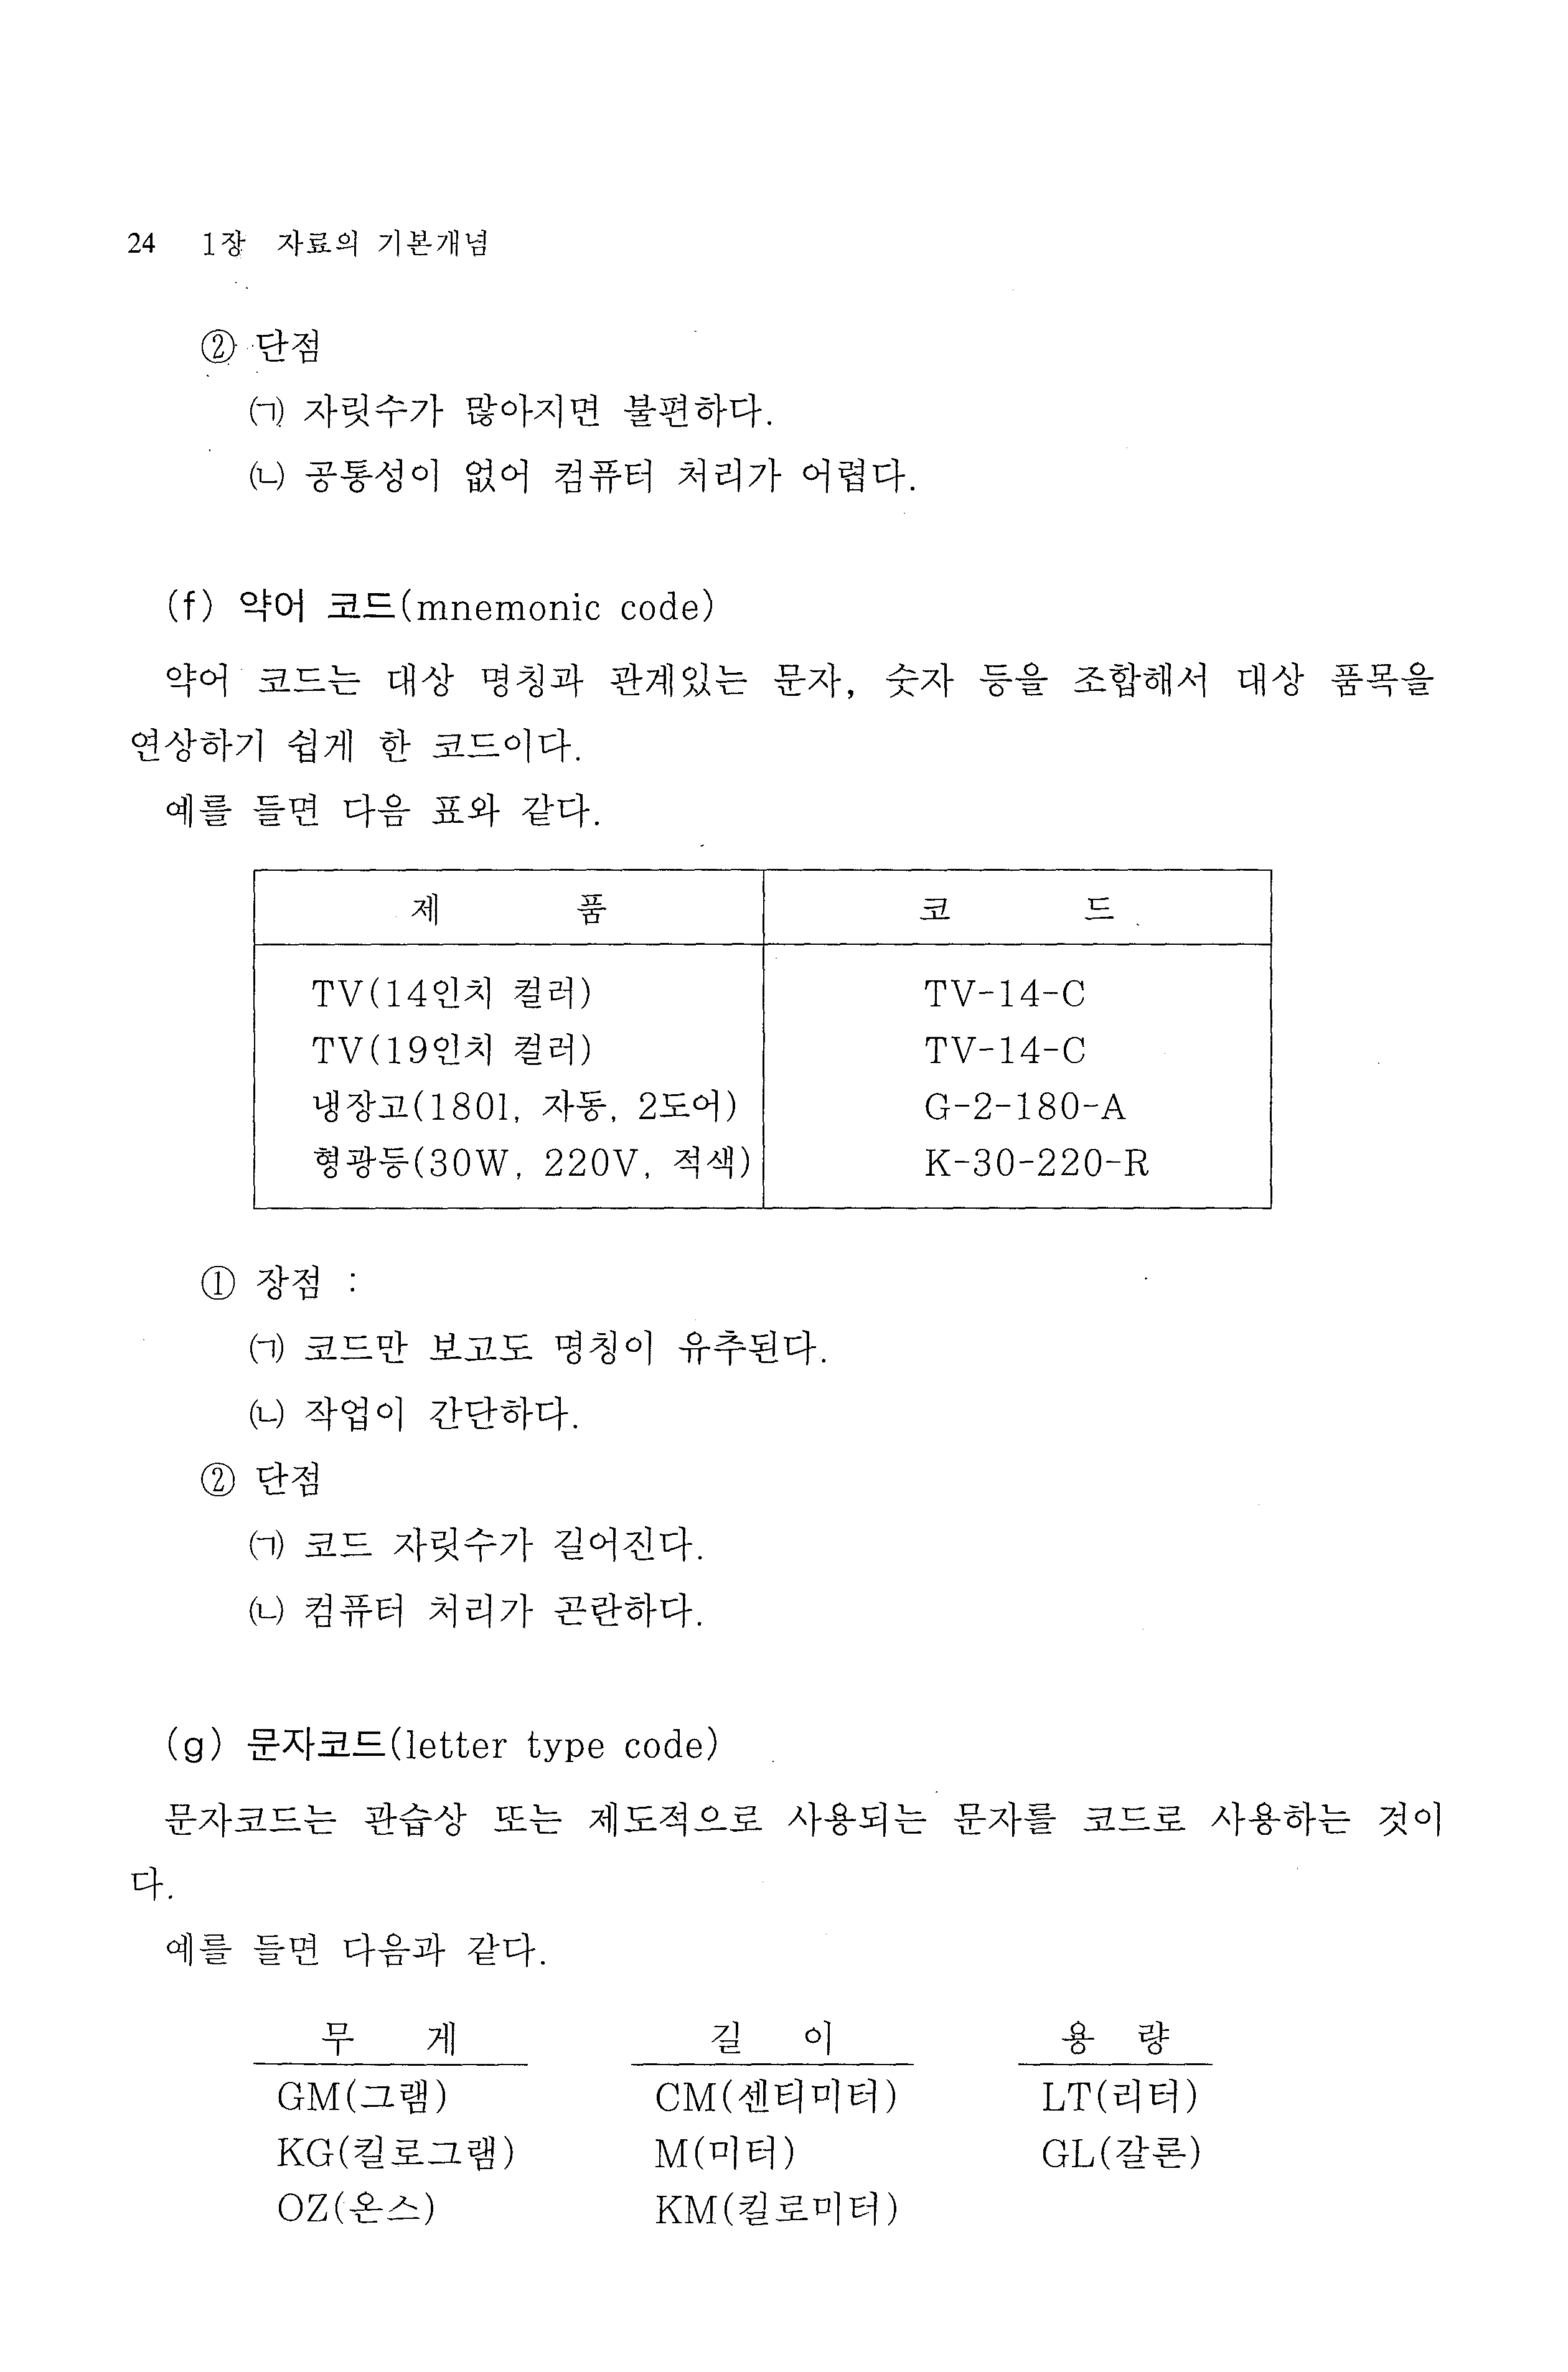 24 1장 자료의 기본개념
② 단점
㈀ 자릿수가 많아지면 불편하다.
㈁ 공통성이 없어 컴퓨터 처리가 어렵다.
(f) 약어 코드(mnemonic code)
약어 코드는 대상 명칭과 관계있는 문자, 숫자 등을 조합해서 대상 품목을
연상하기 쉽게 한 코드이다.
예를 들면 다음 표와 같다.
제 품 코 드
TV(14인치 컬러) TV-14-C
TV(19인치 컬러) TV-14-C
냉장고(180l, 자동, 2도어) G-2-180-A
형광등(30W, 220V, 적색) K-30-220-R
① 장점 :
㈀ 코드만 보고도 명칭이 유추된다.
㈁ 작업이 간단하다.
② 단점
㈀ 코드 자릿수가 길어진다.
㈁ 컴퓨터 처리가 곤란하다.
(g) 문자코드(letter type code)
문자코드는 관습상 또는 제도적으로 사용되는 문자를 코드로 사용하는 것이
다.
예를 들면 다음과 같다.
무 게 길 이 용 량
GM(그램) CM(센티미터) LT(리터)
KG(킬로그램) M(미터) GL(갈론)
OZ(온스) KM(킬로미터)